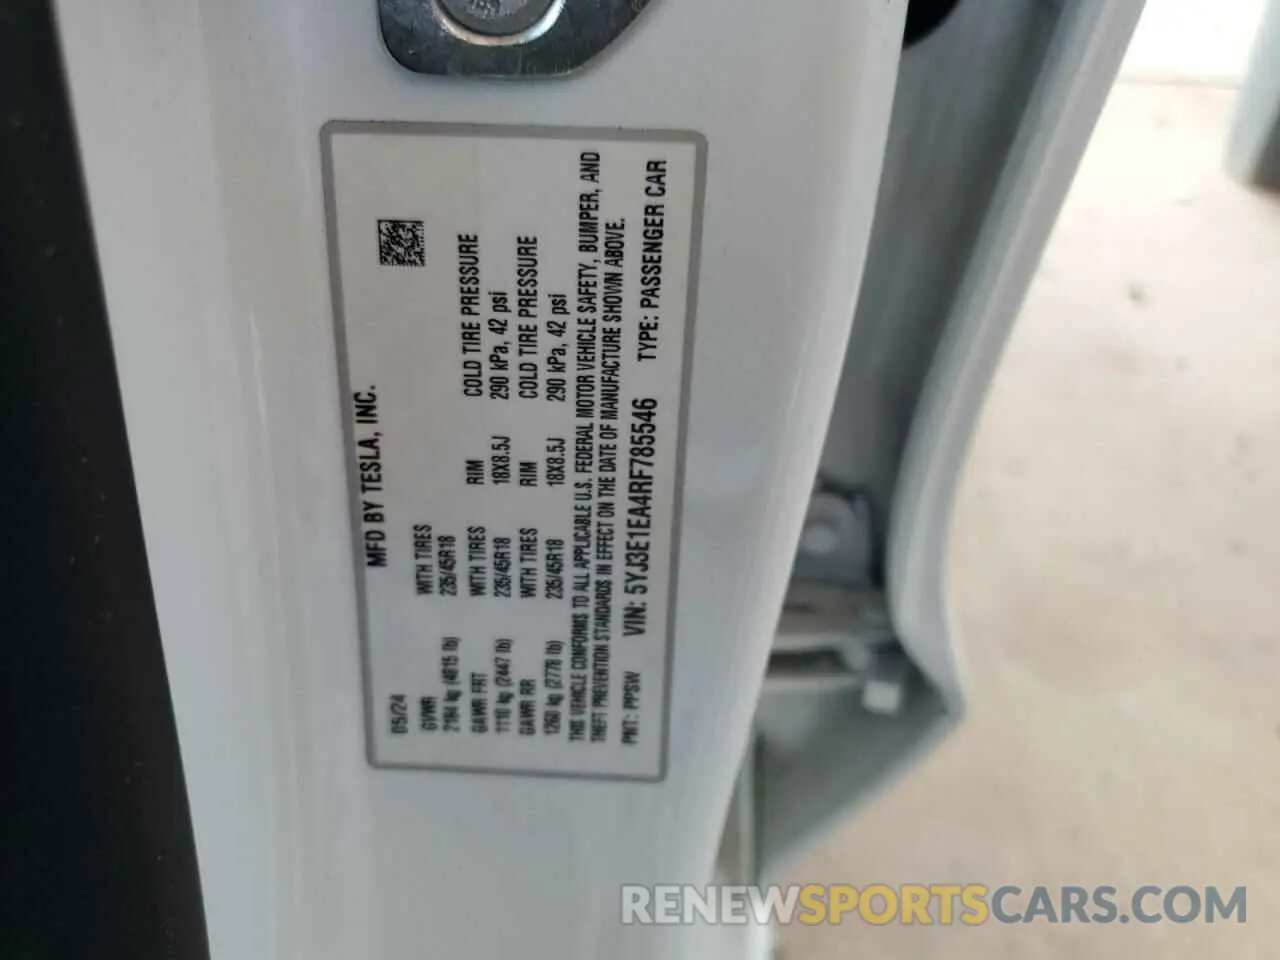 MFD BY TESLA, INC.
05/24
GVWR WITH TIRES
2184 kg (4815 lb) 235/45R18
GAWR FRT WITH TIRES RIM COLD TIRE PRESSURE
1110 kg (2447 lb) 235/45R18 18X8.5J 290 kPa, 42 psi
GAWR RR WITH TIRES RIM COLD TIRE PRESSURE
1260 kg (2778 lb) 235/45R18 18X8.5J 290 kPa, 42 psi
THIS VEHICLE CONFORMS TO ALL APPLICABLE U.S. FEDERAL MOTOR VEHICLE SAFETY, BUMPER, AND
THEFT PREVENTION STANDARDS IN EFFECT ON THE DATE OF MANUFACTURE SHOWN ABOVE.
PNT: PPSW VIN: 5YJ3E1EA4RF785546 TYPE: PASSENGER CAR
RENEWSPORTSCARS.COM